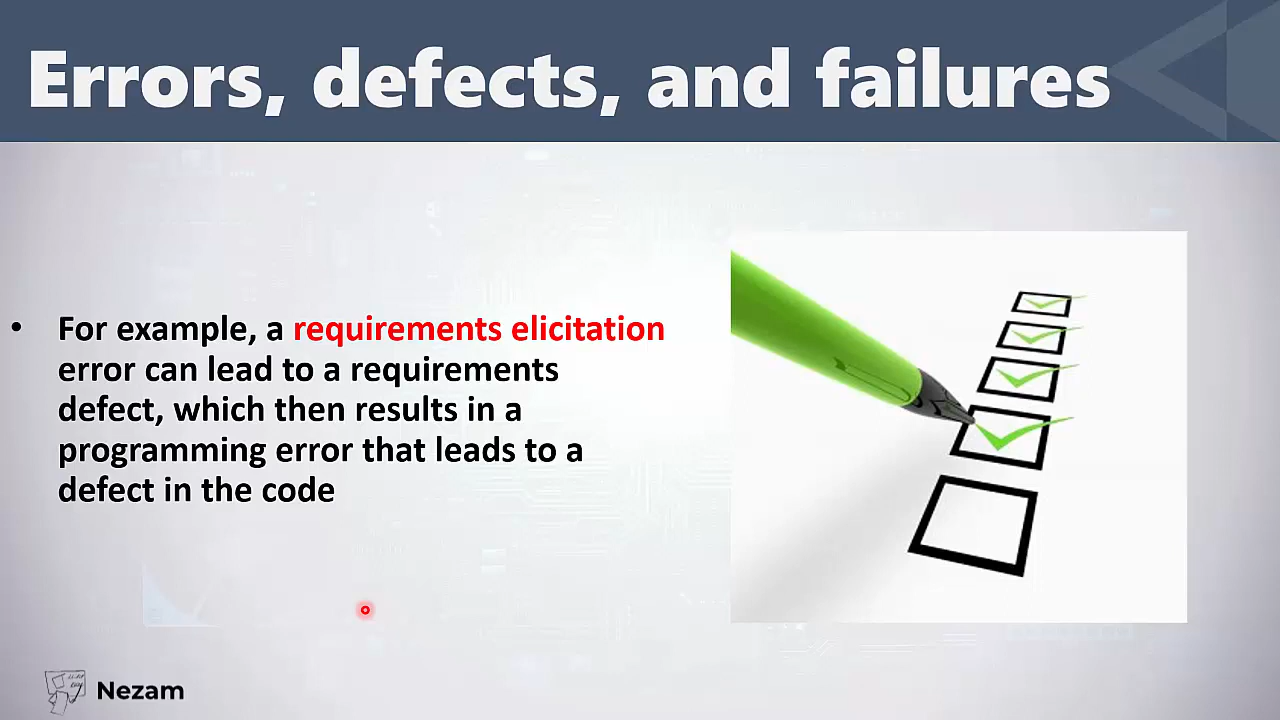 Errors, defects, and failures
• For example, a requirements elicitation
error can lead to a requirements
defect, which then results in a
programming error that leads to a
defect in the code
Nezam